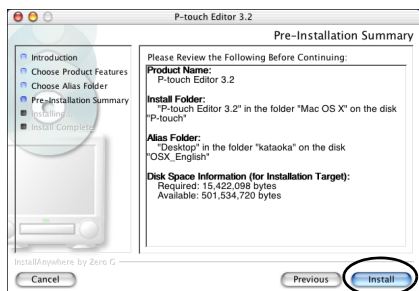 P-touch Editor 3.2
Pre-Installation Summary
Introduction
Choose Product Features
Choose Alias Folder
Pre-Installation Summary
Installing...
Install Complete
Please Review the Following Before Continuing:
Product Name:
P-touch Editor 3.2
Install Folder:
"P-touch Editor 3.2" in the folder "Mac OS X" on the disk
"P-touch"
Alias Folder:
"Desktop" in the folder "kataoka" on the disk
"OSX_English"
Disk Space Information (for Installation Target):
Required: 15,422,098 bytes
Available: 501,534,720 bytes
InstallAnywhere by Zero G
Cancel
Previous
Install